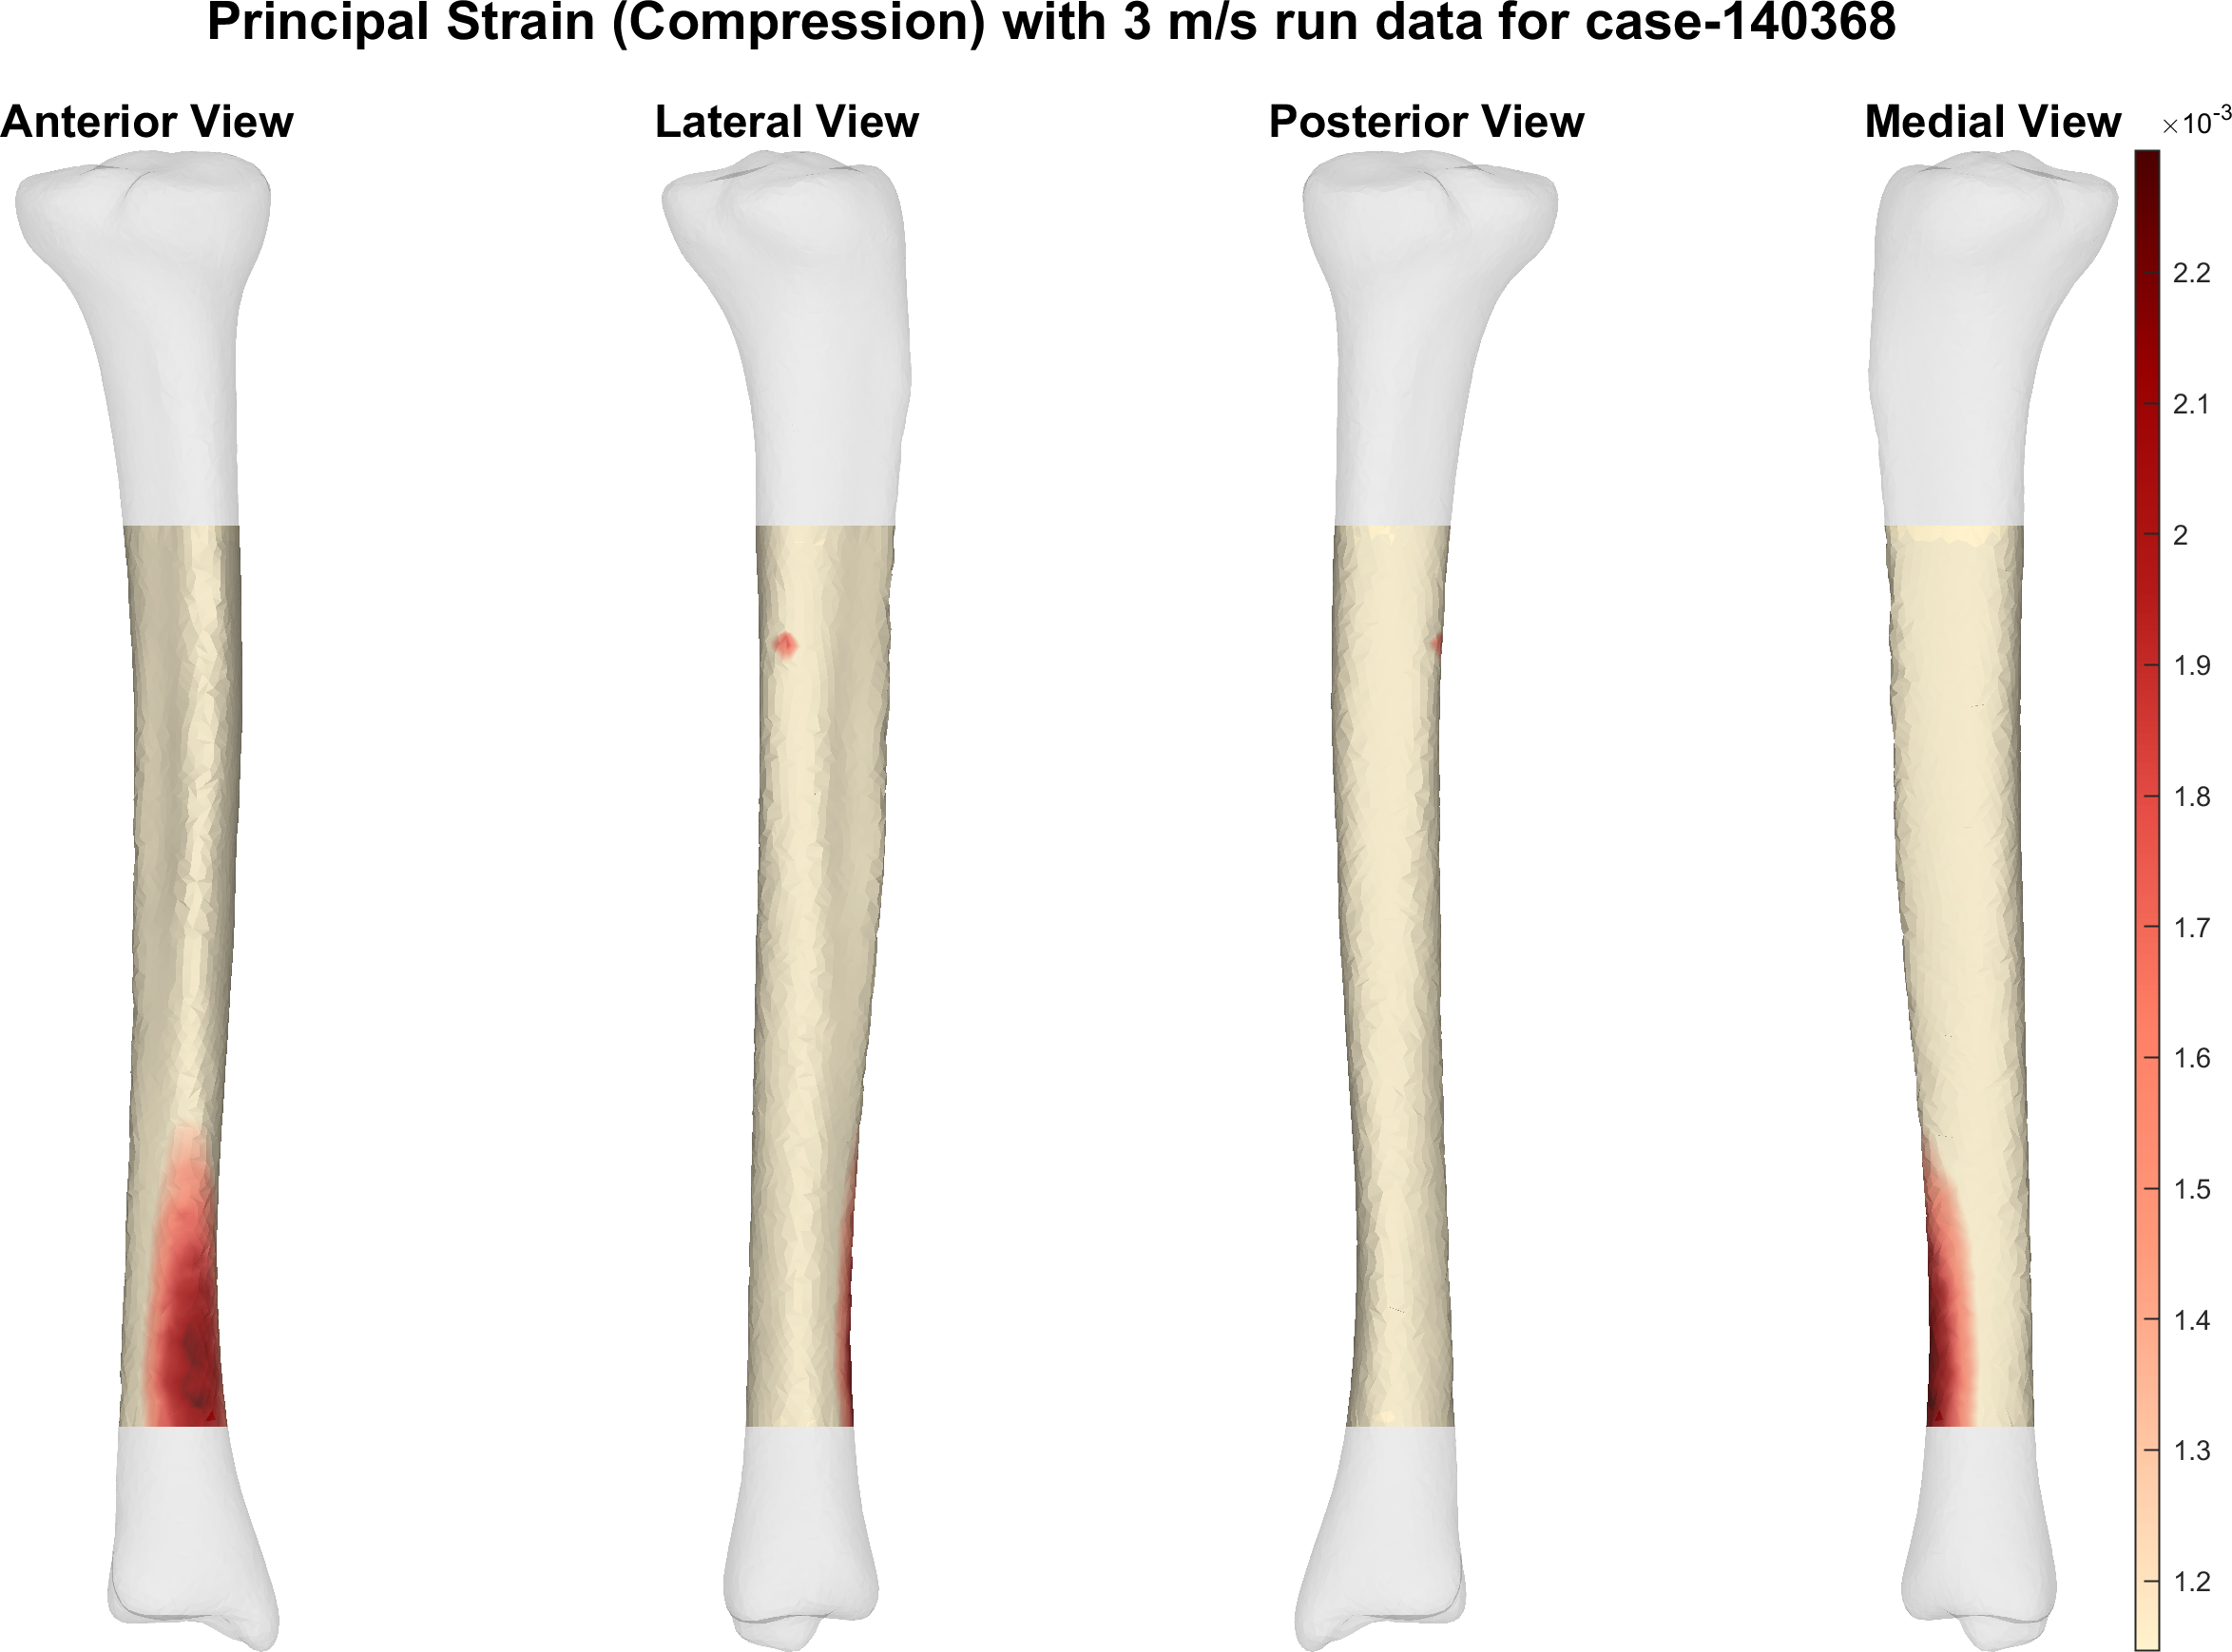 Principal Strain (Compression) with 3 m/s run data for case-140368
Anterior View
Lateral View
Posterior View
Medial View
×10-3
2.2
2.1
2
1.9
1.8
1.7
1.6
1.5
1.4
1.3
1.2